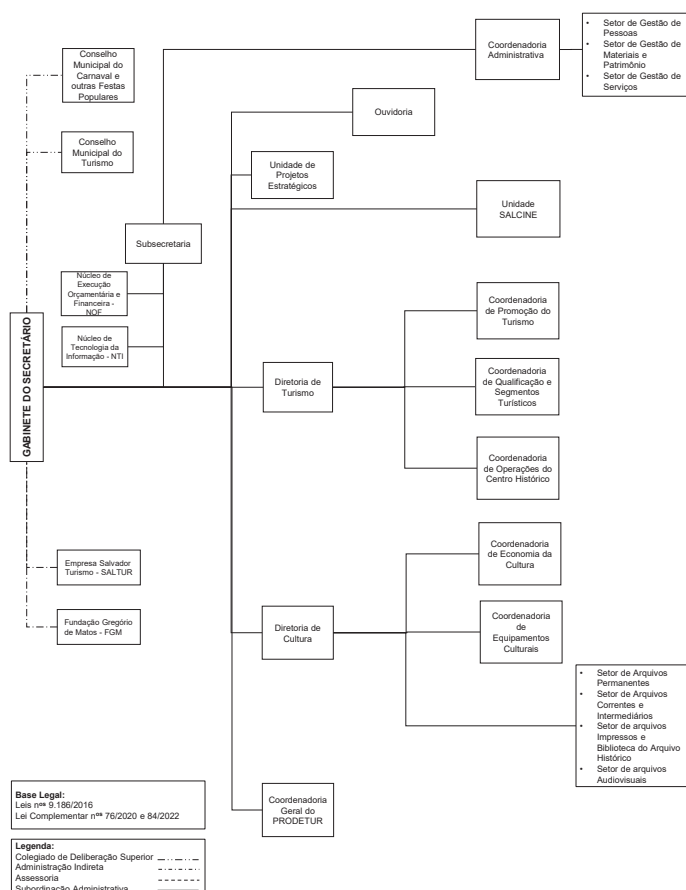 Conselho
Municipal do
Carnaval e
outras Festas
Populares
Coordenadoria
Administrativa
• Setor de Gestão de
Pessoas
• Setor de Gestão de
Materiais e
Patrimônio
• Setor de Gestão de
Serviços
Ouvidoria
Conselho
Municipal do
Turismo
Unidade de
Projetos
Estratégicos
Unidade
SALCINE
Subsecretaria
Núcleo de
Execução
Orçamentária e
Financeira -
NOF
Núcleo de
Tecnologia da
Informação - NTI
GABINETE DO SECRETÁRIO
Coordenadoria
de Promoção do
Turismo
Diretoria de
Turismo
Coordenadoria
de Qualificação e
Segmentos
Turísticos
Coordenadoria
de Operações do
Centro Histórico
Empresa Salvador
Turismo - SALTUR
Fundação Gregório
de Matos - FGM
Coordenadoria
de Economia da
Cultura
Diretoria de
Cultura
Coordenadoria
de
Equipamentos
Culturais
• Setor de Arquivos
Permanentes
• Setor de Arquivos
Correntes e
Intermediários
• Setor de arquivos
Impressos e
Biblioteca do Arquivo
Histórico
• Setor de arquivos
Audiovisuais
Coordenadoria
Geral do
PRODETUR
Base Legal:
Leis nºs 9.186/2016
Lei Complementar nºs 76/2020 e 84/2022
Legenda:
Colegiado de Deliberação Superior
Administração Indireta
Assessoria
Subordinação Administrativa